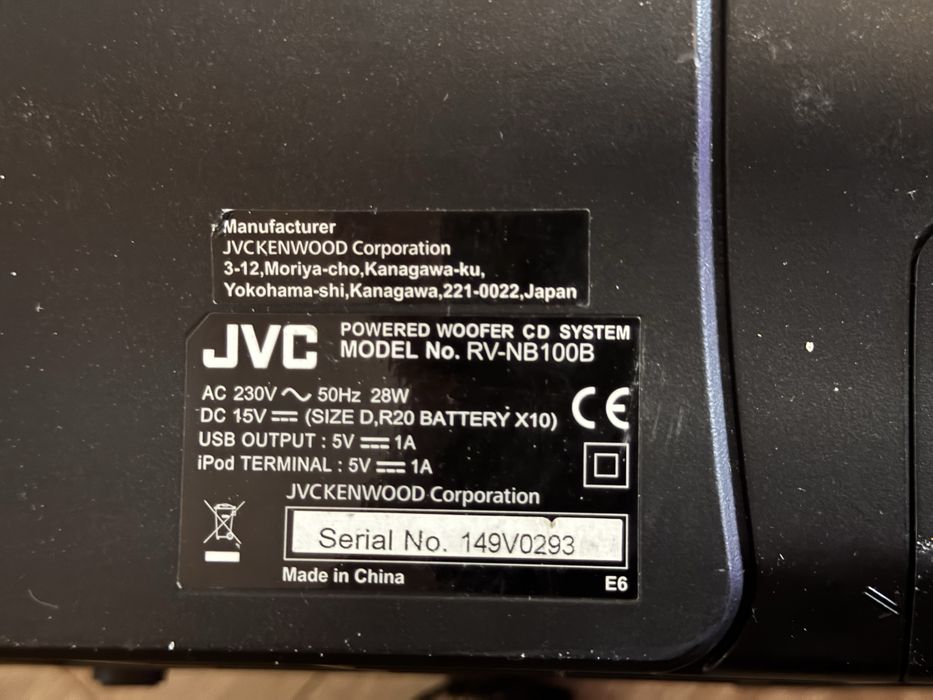 Manufacturer
JVCKENWOOD Corporation
3-12,Moriya-cho,Kanagawa-ku,
Yokohama-shi,Kanagawa,221-0022,Japan
JVC
POWERED WOOFER CD SYSTEM
MODEL No. RV-NB100B
AC 230V ~ 50Hz 28W
DC 15V ⎓ (SIZE D,R20 BATTERY X10)
USB OUTPUT : 5V ⎓ 1A
iPod TERMINAL : 5V ⎓ 1A
CE
JVCKENWOOD Corporation
Serial No. 149V0293
Made in China
E6